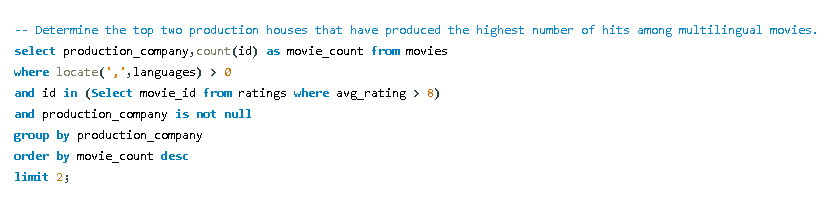 -- Determine the top two production houses that have produced the highest number of hits among multilingual movies.
select production_company,count(id) as movie_count from movies
where locate(',',languages) > 0
and id in (Select movie_id from ratings where avg_rating > 8)
and production_company is not null
group by production_company
order by movie_count desc
limit 2;